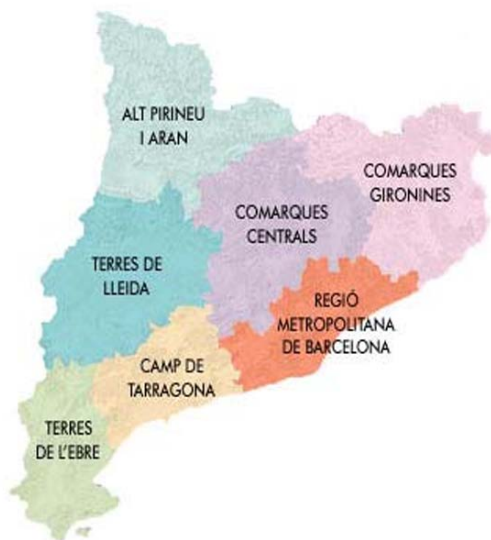 ALT PIRINEU
I ARAN
COMARQUES
GIRONINES
COMARQUES
CENTRALS
TERRES DE
LLEIDA
REGIÓ
METROPOLITANA
DE BARCELONA
CAMP DE
TARRAGONA
TERRES
DE L'EBRE